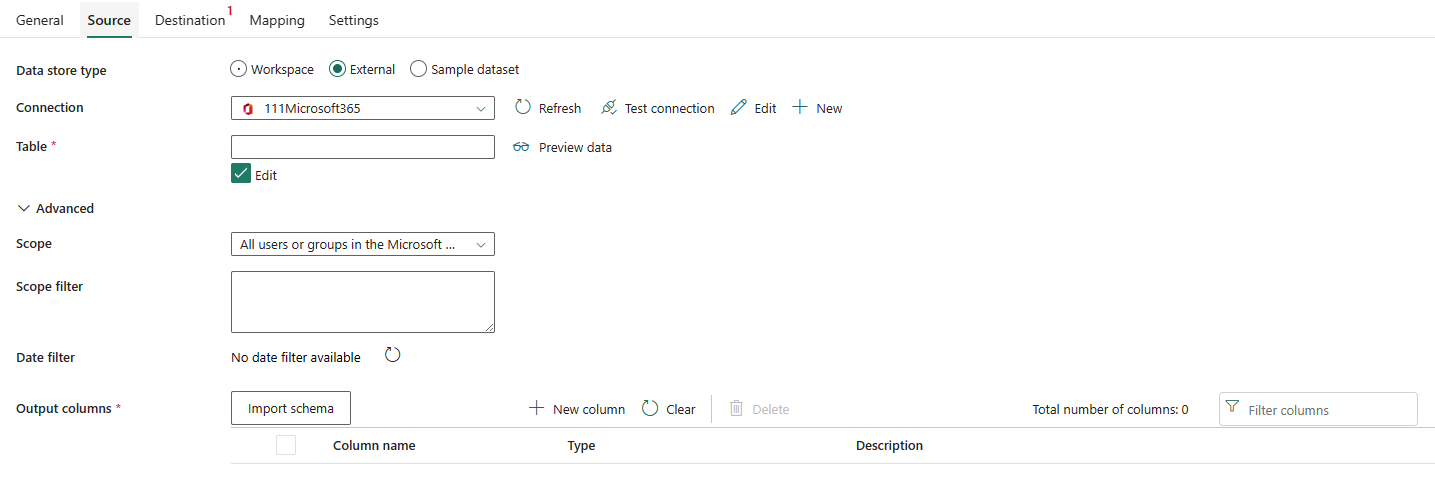 General Source Destination 1 Mapping Settings
Data store type Workspace External Sample dataset
Connection 111Microsoft365 Refresh Test connection Edit New
Table * Preview data
Edit
Advanced
Scope All users or groups in the Microsoft ...
Scope filter
Date filter No date filter available
Output columns * Import schema New column Clear Delete Total number of columns: 0 Filter columns
Column name Type Description